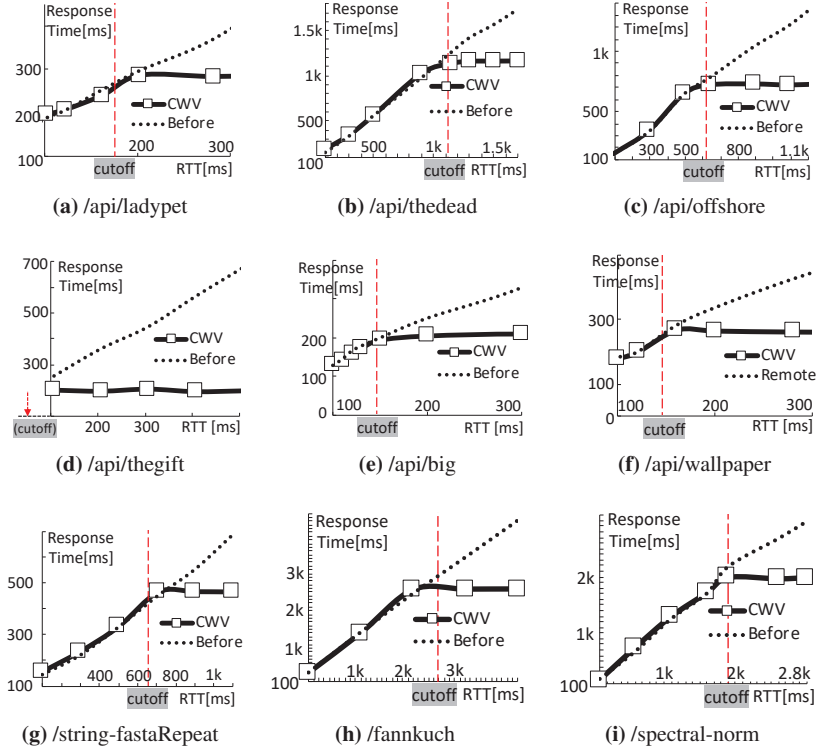 Response
Time[ms]
300
200
100
CWV
Before
200
300
cutoff
RTT[ms]
(a) /api/ladypet
Response
Time[ms]
1.5k
1.1k
1k
500
100
CWV
Before
500
1k
1.5k
cutoff
RTT[ms]
(b) /api/thedead
Response
Time[ms]
1k
500
100
CWV
Before
300
500
800
1.1k
cutoff
RTT[ms]
(c) /api/offshore
700
Response
Time[ms]
500
300
CWV
Before
(cutoff)
200
300
RTT [ms]
(d) /api/thegift
Response
Time[ms]
200
100
0
CWV
Before
100
200
300
cutoff
RTT [ms]
(e) /api/big
Response
Time[ms]
300
100
0
CWV
Remote
100
200
300
cutoff
RTT [ms]
(f) /api/wallpaper
Response
Time[ms]
500
300
100
CWV
Before
400
600
800
1k
cutoff
RTT[ms]
(g) /string-fastaRepeat
Response
Time[ms]
3k
2k
1k
100
CWV
Before
1k
2k
3k
cutoff
RTT[ms]
(h) /fannkuch
Response
Time[ms]
2k
1k
100
CWV
Before
1k
2k
2.8k
cutoff
RTT[ms]
(i) /spectral-norm